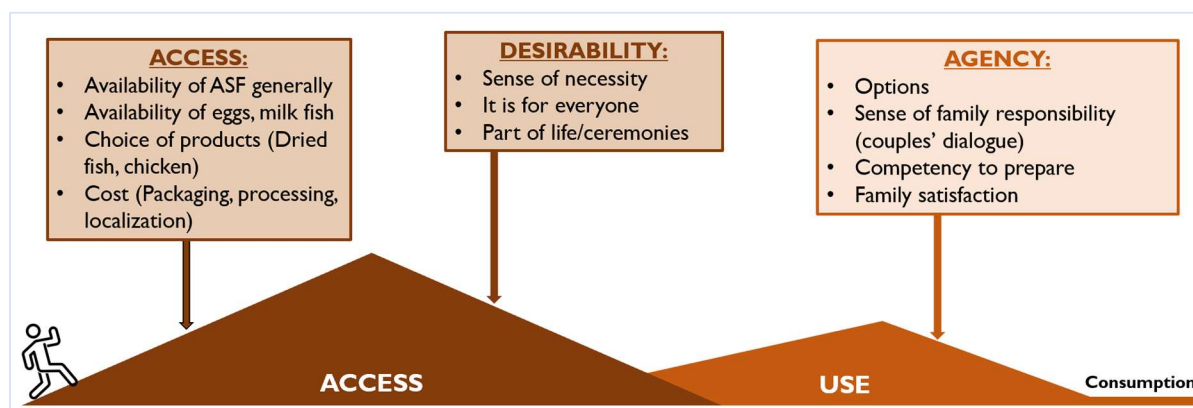 ACCESS:
• Availability of ASF generally
• Availability of eggs, milk fish
• Choice of products (Dried
fish, chicken)
• Cost (Packaging, processing,
localization)
DESIRABILITY:
• Sense of necessity
• It is for everyone
• Part of life/ceremonies
AGENCY:
• Options
• Sense of family responsibility
(couples’ dialogue)
• Competency to prepare
• Family satisfaction
ACCESS
USE
Consumption